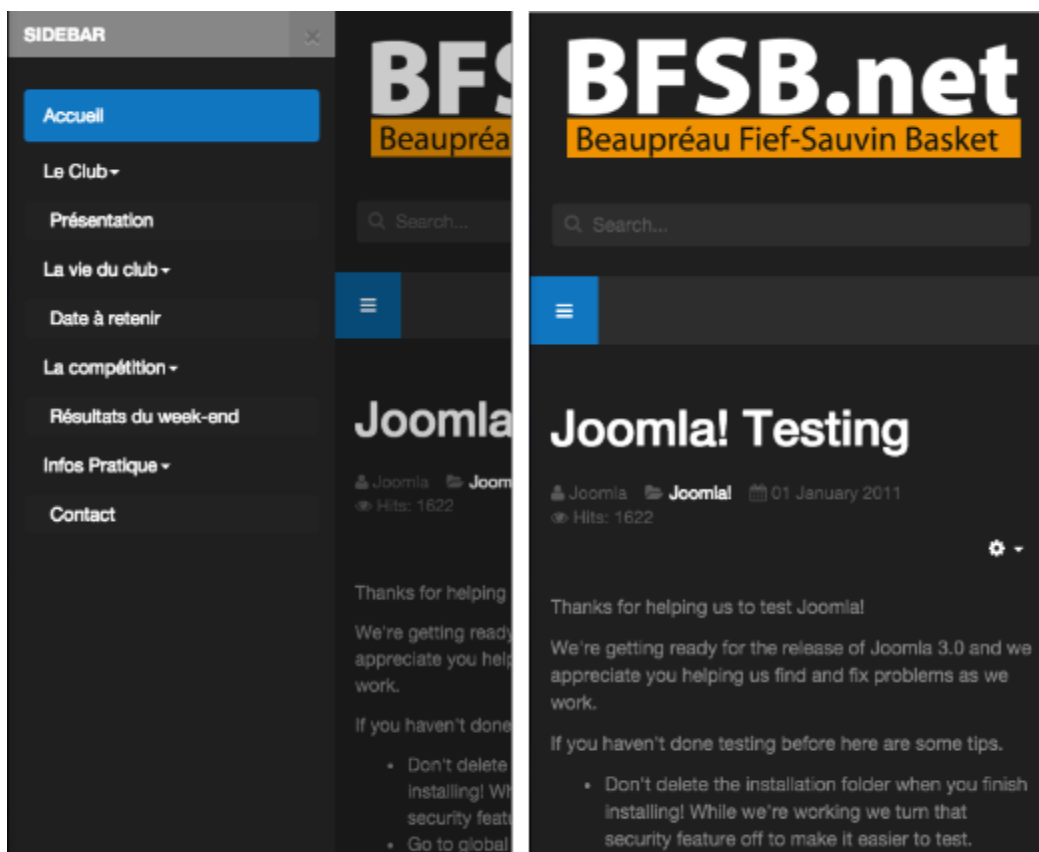 SIDEBAR
×
Accueil
Le Club
Présentation
La vie du club
Date à retenir
La compétition
Résultats du week-end
Infos Pratique
Contact
BFS
Beaupréa
Search...
Joomla
Joomla Joom
Hits: 1622
Thanks for helping
We're getting ready
appreciate you help
work.
If you haven't done
• Don't delete
installing! Wh
security featu
• Go to global
BFSB.net
Beaupréau Fief-Sauvin Basket
Search...
Joomla! Testing
Joomla Joomla! 01 January 2011
Hits: 1622
Thanks for helping us to test Joomla!
We're getting ready for the release of Joomla 3.0 and we
appreciate you helping us find and fix problems as we
work.
If you haven't done testing before here are some tips.
• Don't delete the installation folder when you finish
installing! While we're working we turn that
security feature off to make it easier to test.